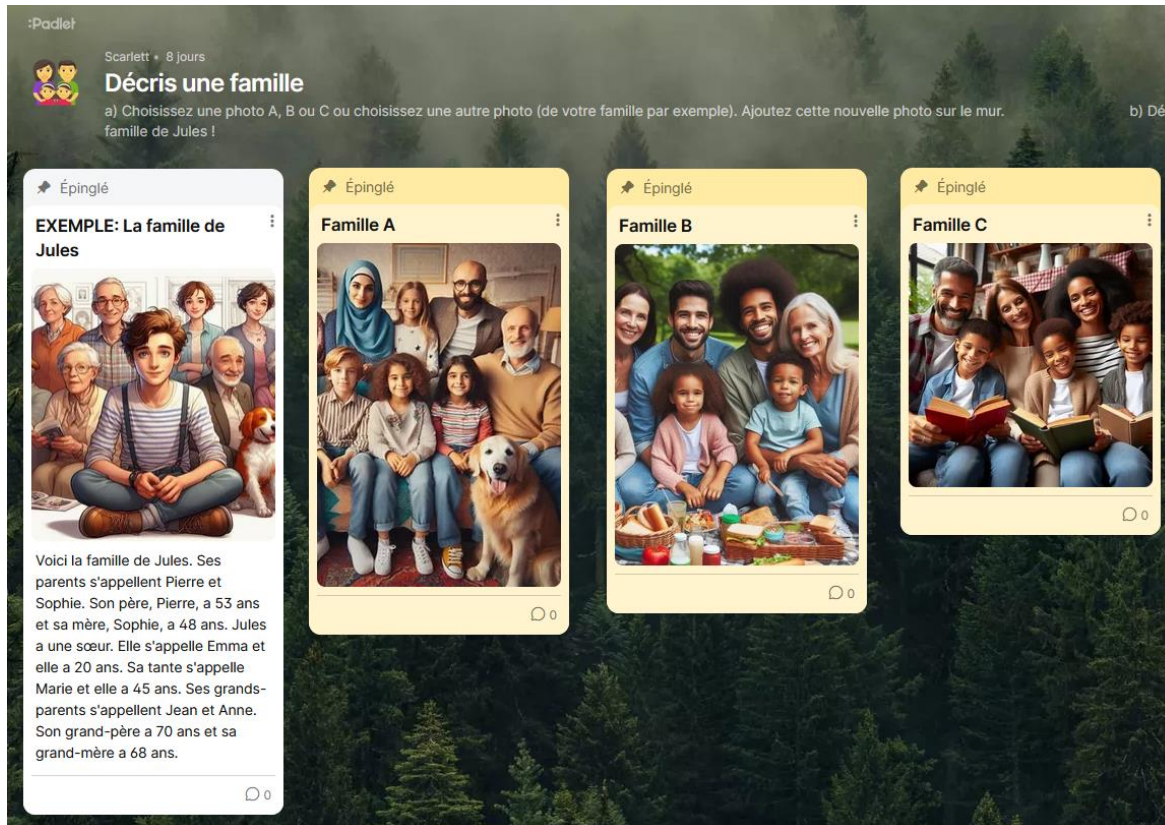 :Padlet
Scarlett • 8 jours
Décris une famille
a) Choisissez une photo A, B ou C ou choisissez une autre photo (de votre famille par exemple). Ajoutez cette nouvelle photo sur le mur. b) Dé
famille de Jules !
Épinglé
EXEMPLE: La famille de
Jules
Voici la famille de Jules. Ses
parents s'appellent Pierre et
Sophie. Son père, Pierre, a 53 ans
et sa mère, Sophie, a 48 ans. Jules
a une sœur. Elle s'appelle Emma et
elle a 20 ans. Sa tante s'appelle
Marie et elle a 45 ans. Ses grands-
parents s'appellent Jean et Anne.
Son grand-père a 70 ans et sa
grand-mère a 68 ans.
0
Épinglé
Famille A
0
Épinglé
Famille B
0
Épinglé
Famille C
0